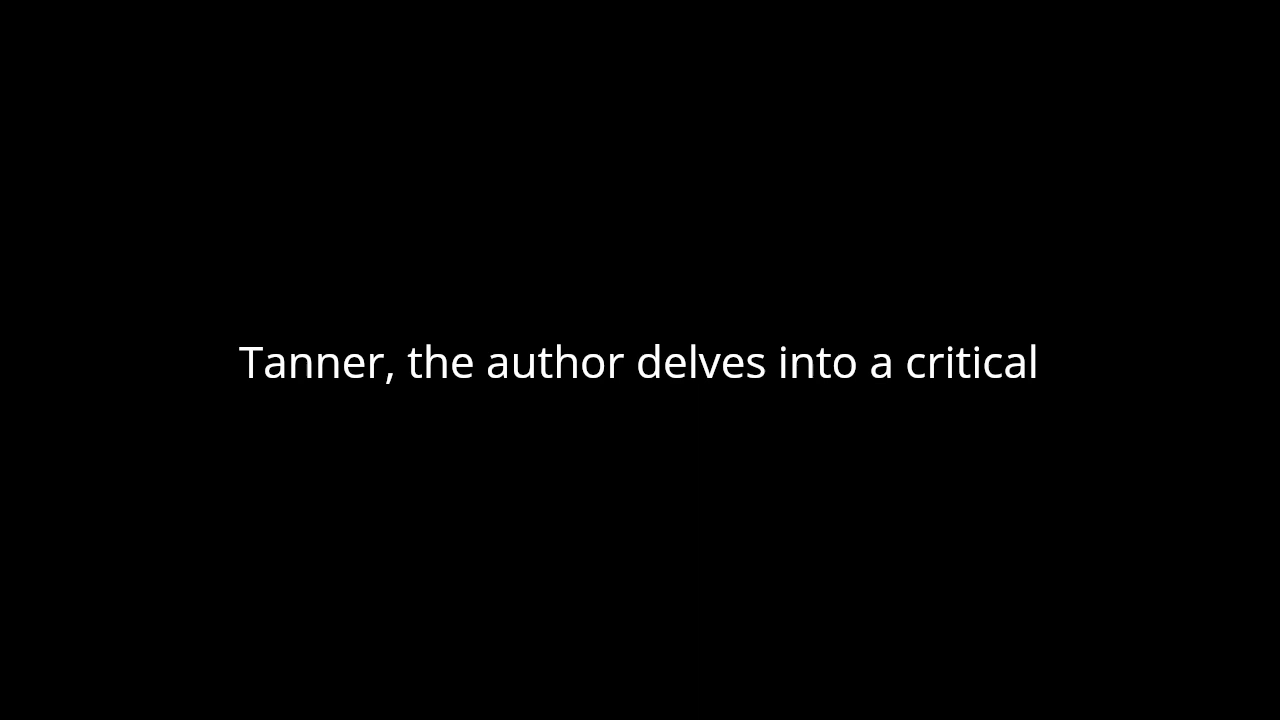 Tanner, the author delves into a critical